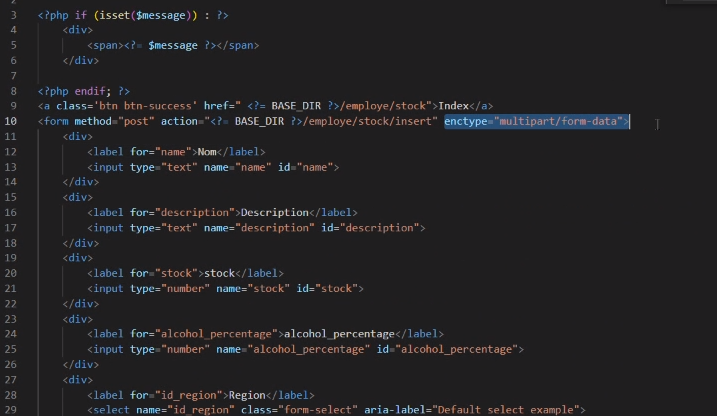 2
3 <?php if (isset($message)) : ?>
4 <div>
5 <span><?= $message ?></span>
6 </div>
7
8 <?php endif; ?>
9 <a class='btn btn-success' href=" <?= BASE_DIR ?>/employe/stock">Index</a>
10 <form method="post" action="<?= BASE_DIR ?>/employe/stock/insert" enctype="multipart/form-data">
11 <div>
12 <label for="name">Nom</label>
13 <input type="text" name="name" id="name">
14 </div>
15 <div>
16 <label for="description">Description</label>
17 <input type="text" name="description" id="description">
18 </div>
19 <div>
20 <label for="stock">stock</label>
21 <input type="number" name="stock" id="stock">
22 </div>
23 <div>
24 <label for="alcohol_percentage">alcohol_percentage</label>
25 <input type="number" name="alcohol_percentage" id="alcohol_percentage">
26 </div>
27 <div>
28 <label for="id_region">Region</label>
29 <select name="id_region" class="form-select" aria-label="Default select example">